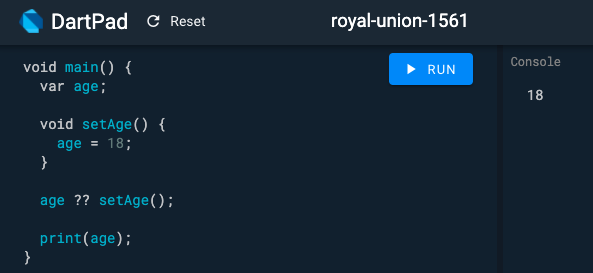 DartPad Reset royal-union-1561
void main() {
RUN
Console
var age;
18
void setAge() {
age = 18;
}
age ?? setAge();
print(age);
}